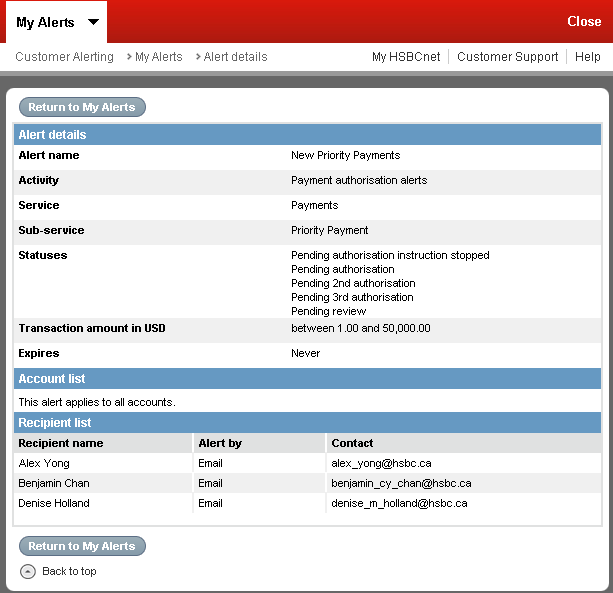 My Alerts
Close
Customer Alerting My Alerts Alert details My HSBCnet Customer Support Help
Return to My Alerts
Alert details
Alert name New Priority Payments
Activity Payment authorisation alerts
Service Payments
Sub-service Priority Payment
Statuses Pending authorisation instruction stopped
Pending authorisation
Pending 2nd authorisation
Pending 3rd authorisation
Pending review
Transaction amount in USD between 1.00 and 50,000.00
Expires Never
Account list
This alert applies to all accounts.
Recipient list
Recipient name Alert by Contact
Alex Yong Email alex_yong@hsbc.ca
Benjamin Chan Email benjamin_cy_chan@hsbc.ca
Denise Holland Email denise_m_holland@hsbc.ca
Return to My Alerts
Back to top